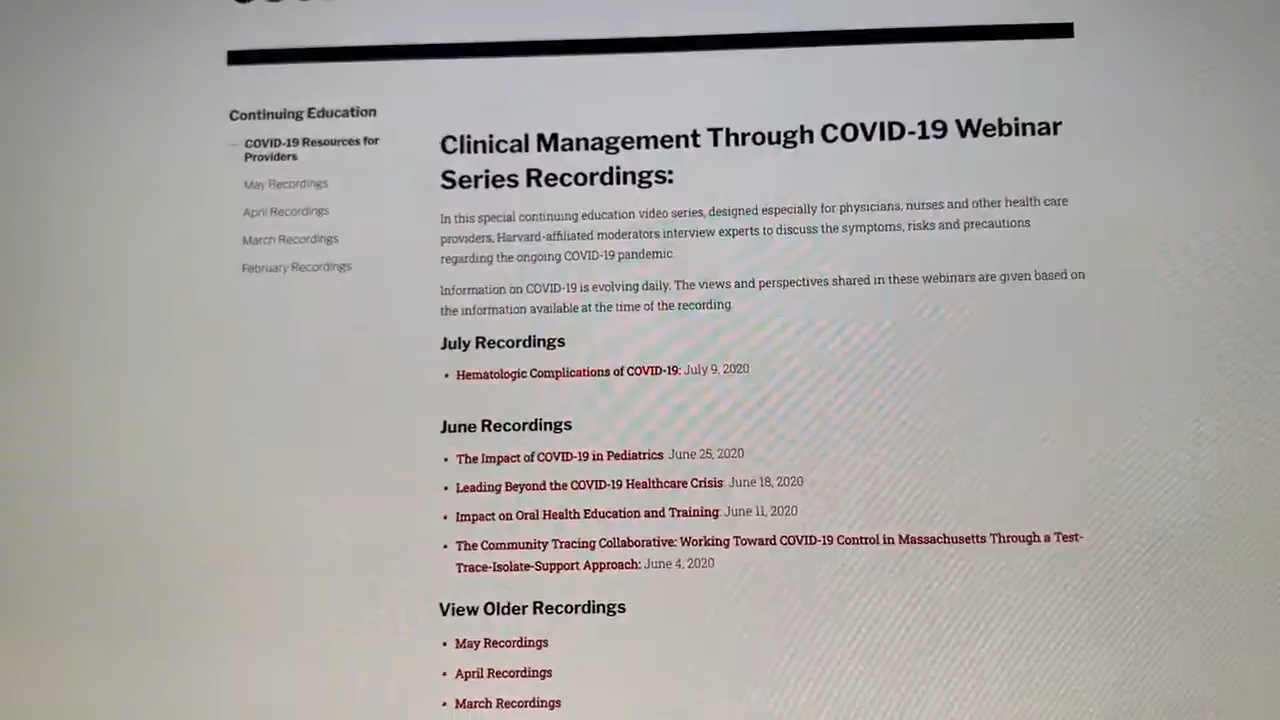 Continuing Education
COVID-19 Resources for
Providers
May Recordings
April Recordings
March Recordings
February Recordings
Clinical Management Through COVID-19 Webinar
Series Recordings:
In this special continuing education video series, designed especially for physicians, nurses and other health care
providers, Harvard-affiliated moderators interview experts to discuss the symptoms, risks and precautions
regarding the ongoing COVID-19 pandemic.
Information on COVID-19 is evolving daily. The views and perspectives shared in these webinars are given based on
the information available at the time of the recording.
July Recordings
• Hematologic Complications of COVID-19: July 9, 2020
June Recordings
• The Impact of COVID-19 in Pediatrics June 25, 2020
• Leading Beyond the COVID-19 Healthcare Crisis June 18, 2020
• Impact on Oral Health Education and Training June 11, 2020
• The Community Tracing Collaborative: Working Toward COVID-19 Control in Massachusetts Through a Test-
Trace-Isolate-Support Approach: June 4, 2020
View Older Recordings
• May Recordings
• April Recordings
• March Recordings